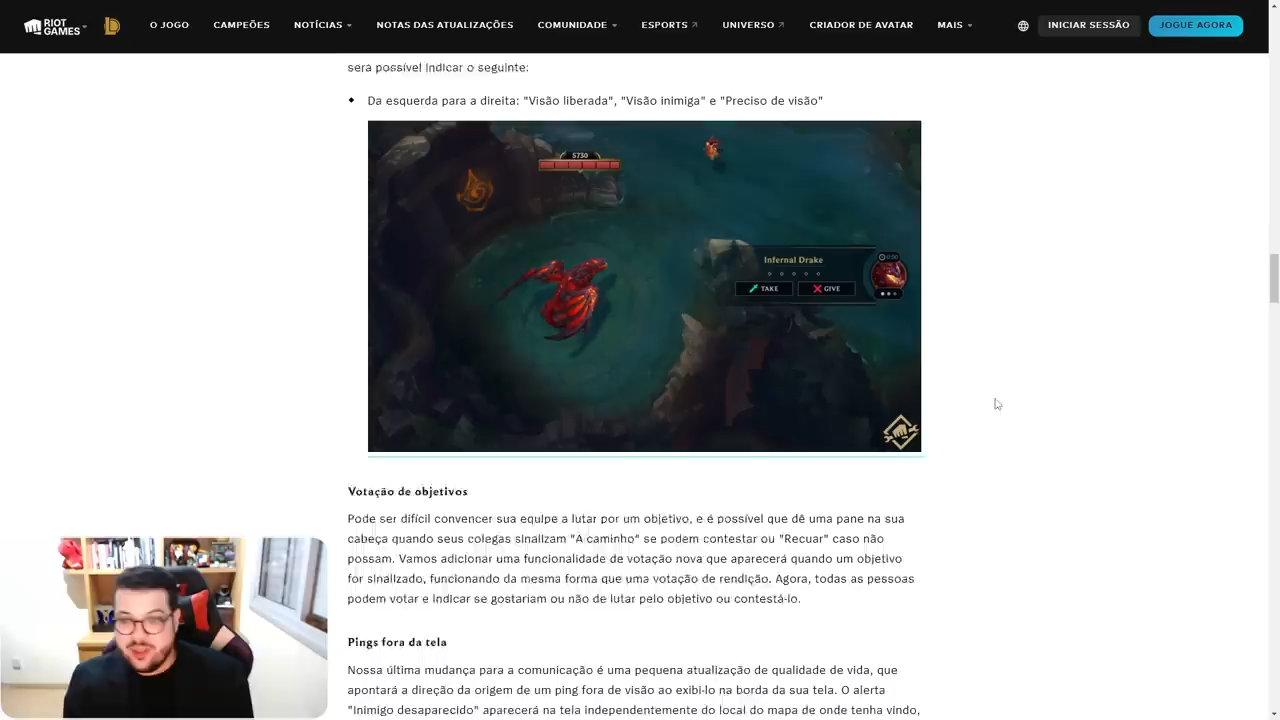 RIOT GAMES
O JOGO CAMPEÕES NOTÍCIAS NOTAS DAS ATUALIZAÇÕES COMUNIDADE ESPORTS UNIVERSO CRIADOR DE AVATAR MAIS INICIAR SESSÃO JOGUE AGORA
será possível indicar o seguinte:
Da esquerda para a direita: "Visão liberada", "Visão inimiga" e "Preciso de visão"
5730
Infernal Drake
TAKE GIVE
Votação de objetivos
Pode ser difícil convencer sua equipe a lutar por um objetivo, e é possível que dê uma pane na sua
cabeça quando seus colegas sinalizam "A caminho" se podem contestar ou "Recuar" caso não
possam. Vamos adicionar uma funcionalidade de votação nova que aparecerá quando um objetivo
for sinalizado, funcionando da mesma forma que uma votação de rendição. Agora, todas as pessoas
podem votar e indicar se gostariam ou não de lutar pelo objetivo ou contestá-lo.
Pings fora da tela
Nossa última mudança para a comunicação é uma pequena atualização de qualidade de vida, que
apontará a direção da origem de um ping fora de visão ao exibi-lo na borda da sua tela. O alerta
"Inimigo desaparecido" aparecerá na tela independentemente do local do mapa de onde tenha vindo,